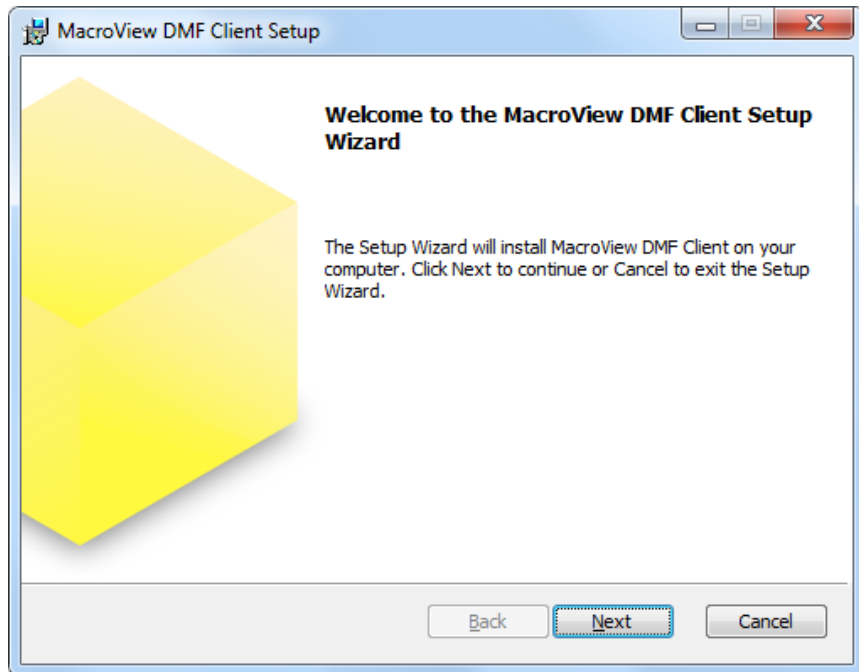 MacroView DMF Client Setup
Welcome to the MacroView DMF Client Setup
Wizard
The Setup Wizard will install MacroView DMF Client on your
computer. Click Next to continue or Cancel to exit the Setup
Wizard.
Back Next Cancel